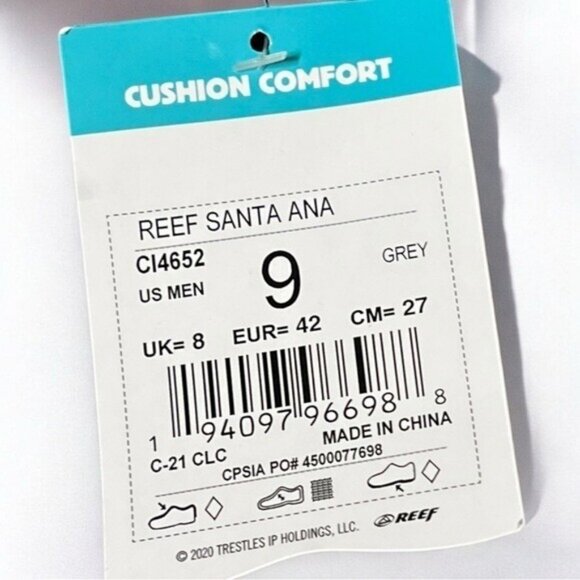 CUSHION COMFORT
REEF SANTA ANA
CI4652 9 GREY
US MEN
UK= 8 EUR= 42 CM= 27
1 94097 96698 8
C-21 CLC MADE IN CHINA
CPSIA PO# 4500077698
© 2020 TRESTLES IP HOLDINGS, LLC. REEF